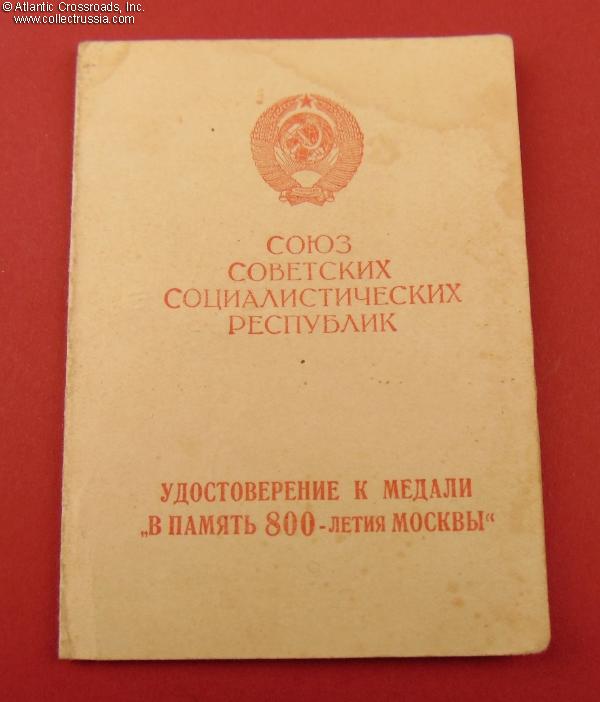 © Atlantic Crossroads, Inc.
www.collectrussia.com
СОЮЗ
СОВЕТСКИХ
СОЦИАЛИСТИЧЕСКИХ
РЕСПУБЛИК
УДОСТОВЕРЕНИЕ К МЕДАЛИ
„В ПАМЯТЬ 800-ЛЕТИЯ МОСКВЫ“